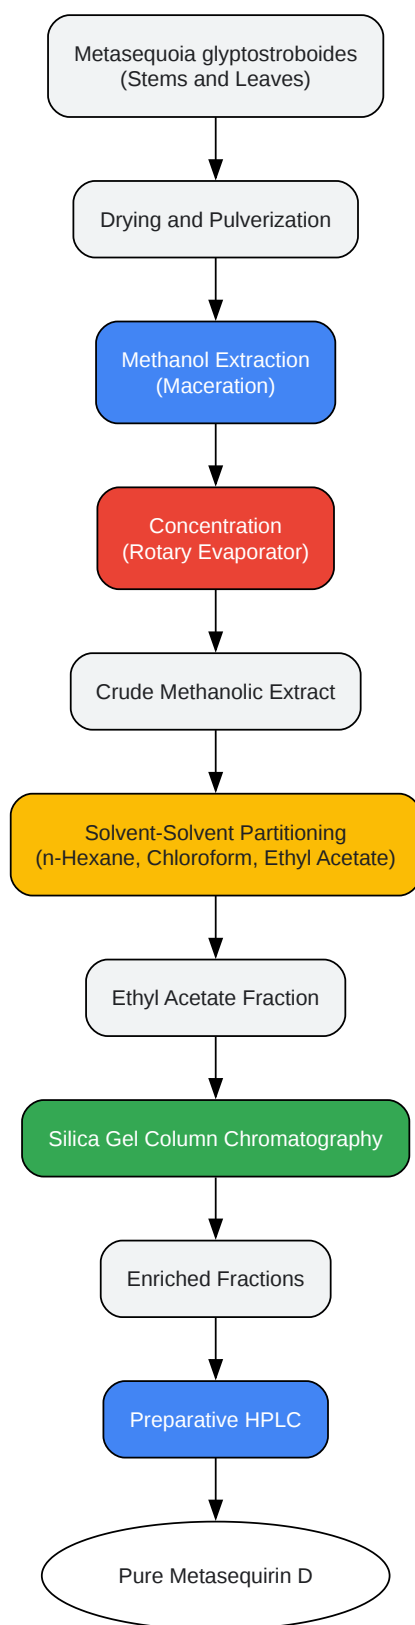 Metasequoia glyptostroboides
(Stems and Leaves)
Drying and Pulverization
Methanol Extraction
(Maceration)
Concentration
(Rotary Evaporator)
Crude Methanolic Extract
Solvent-Solvent Partitioning
(n-Hexane, Chloroform, Ethyl Acetate)
Ethyl Acetate Fraction
Silica Gel Column Chromatography
Enriched Fractions
Preparative HPLC
Pure Metasequirin D